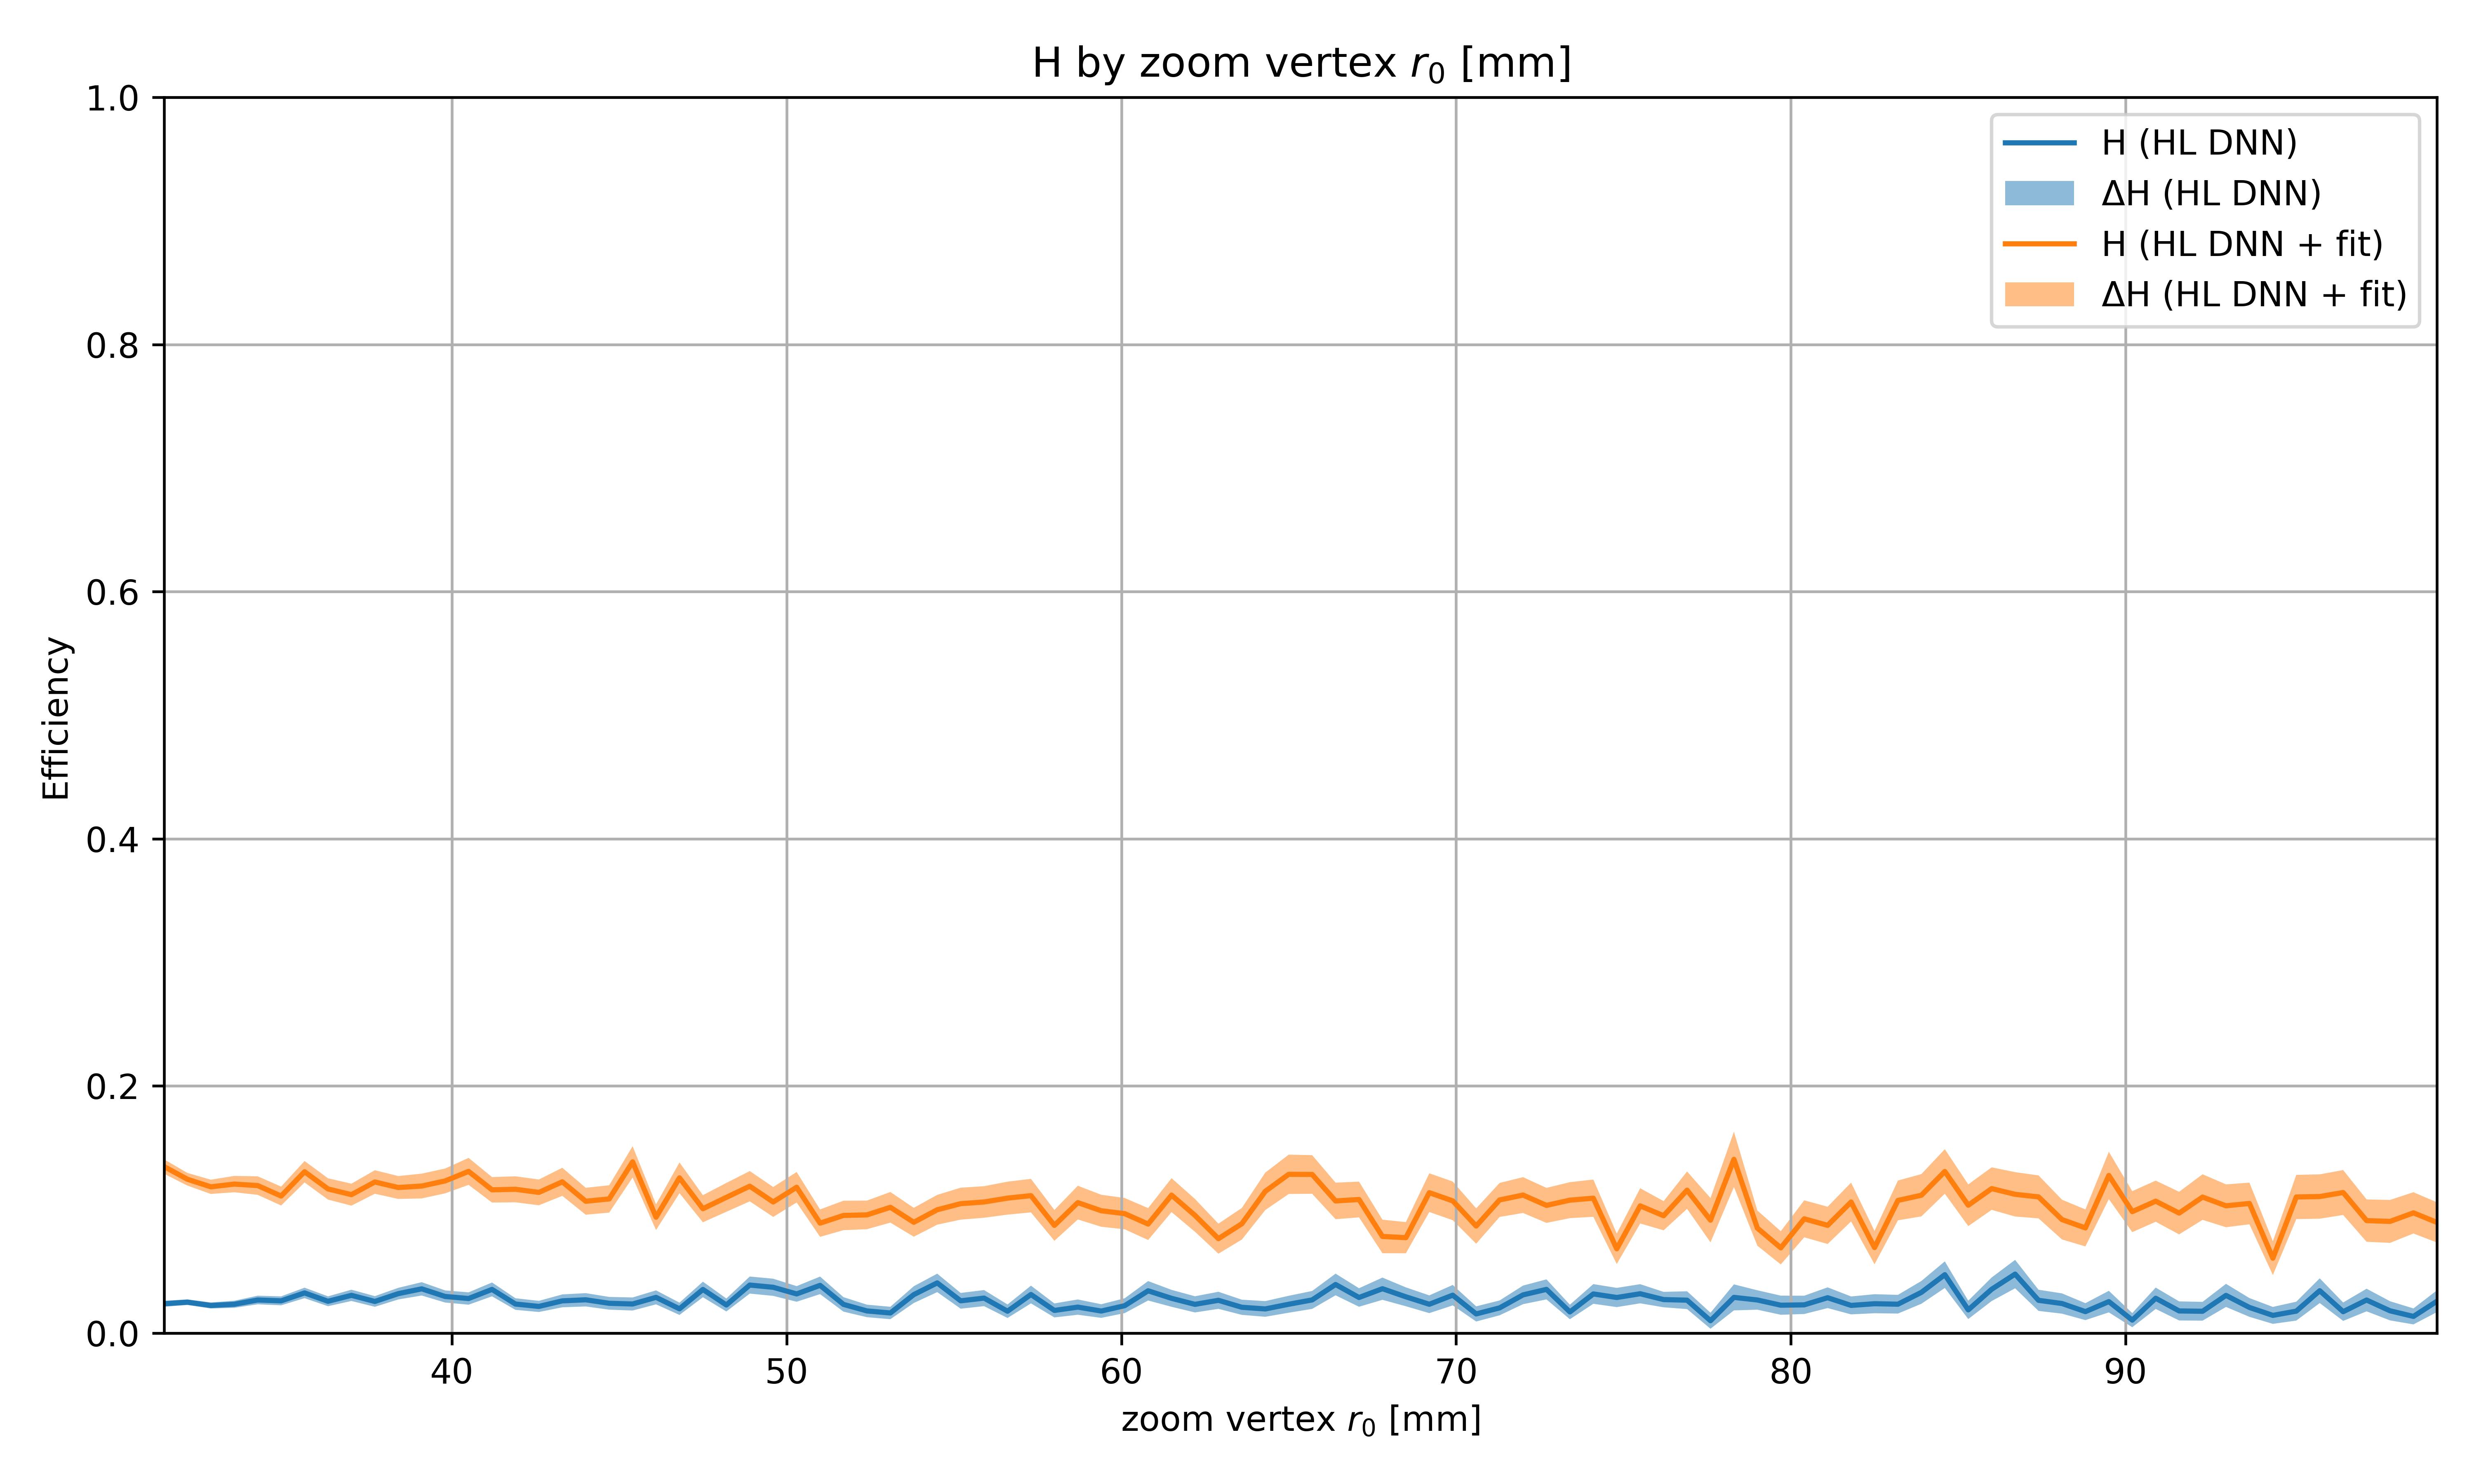 H by zoom vertex r₀ [mm]
1.0
0.8
0.6
0.4
0.2
0.0
Efficiency
H (HL DNN)
ΔH (HL DNN)
H (HL DNN + fit)
ΔH (HL DNN + fit)
40 50 60 70 80 90
zoom vertex r₀ [mm]